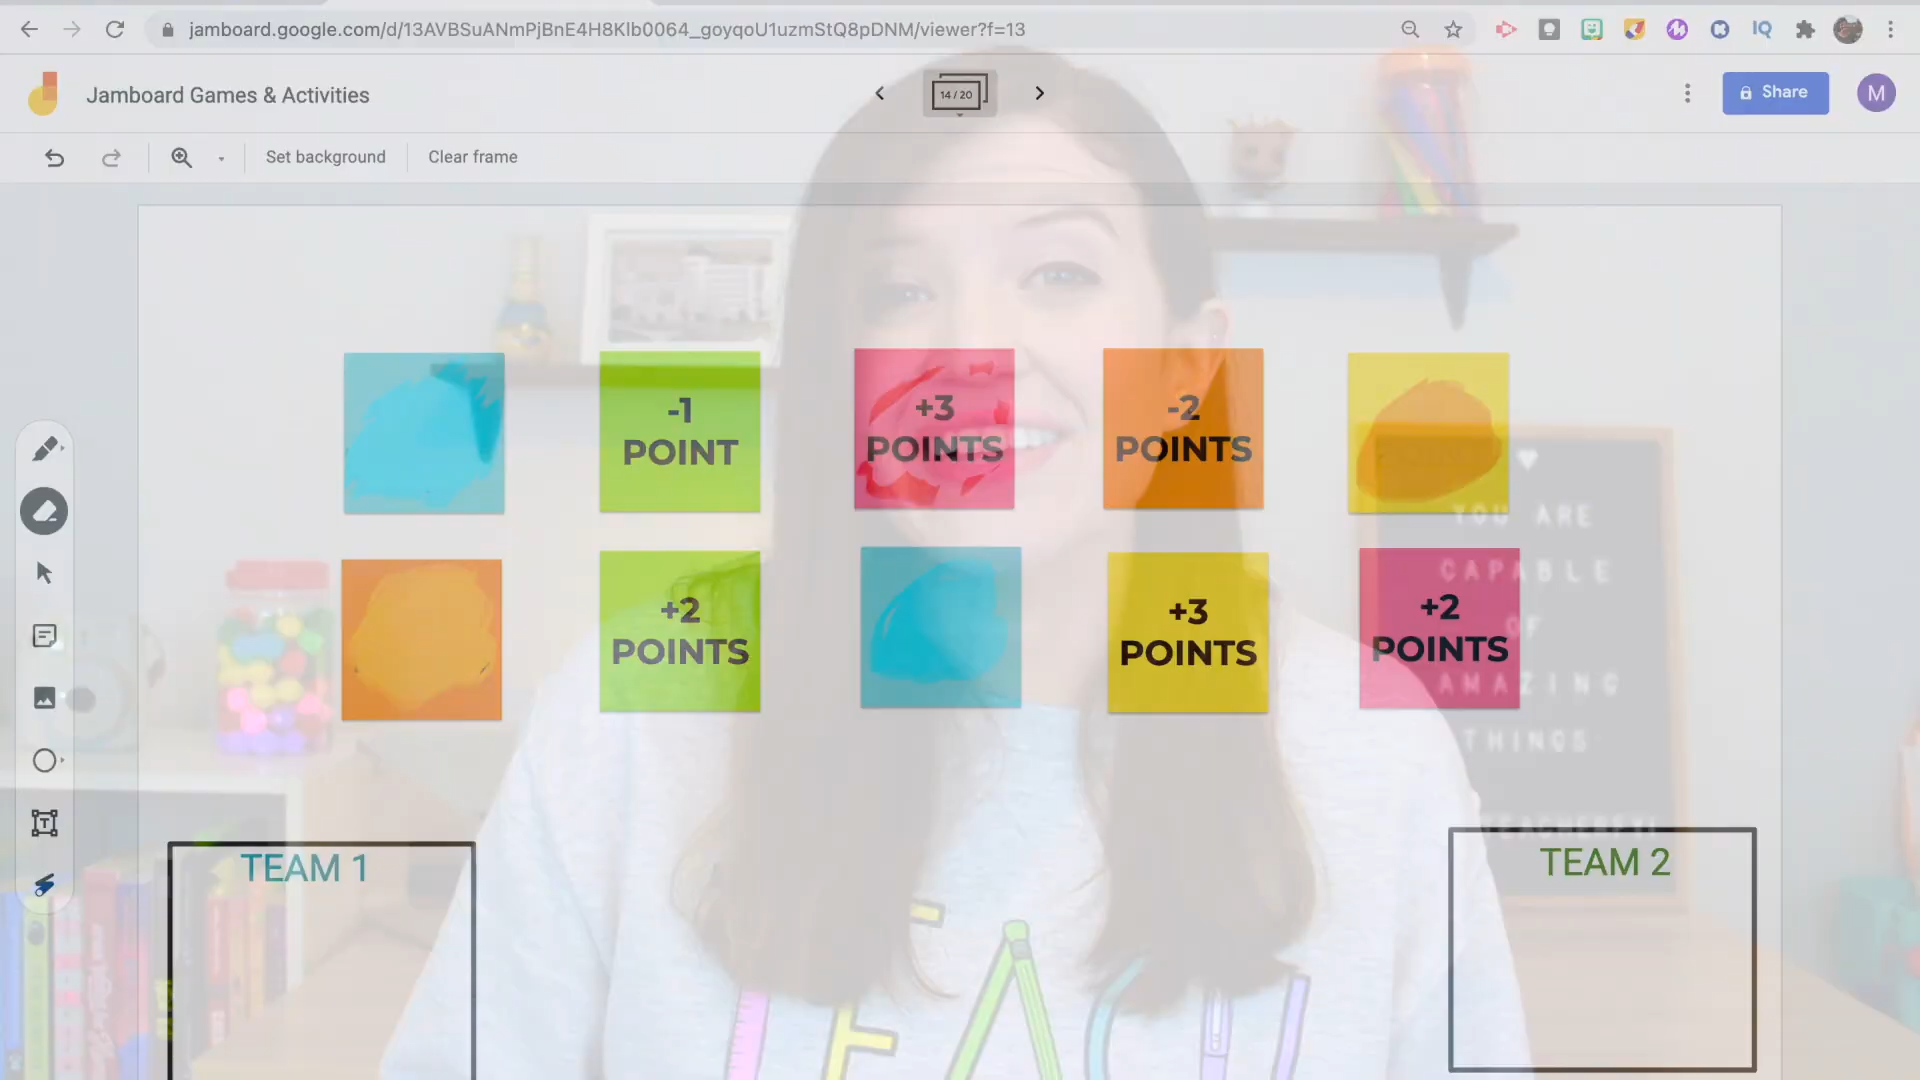 jamboard.google.com/d/13AVBSuANmPjBnE4H8Klb0064_goyqoU1uzmStQ8pDNM/viewer?f=13
IQ
Jamboard Games & Activities
14 / 20
Share
M
Set background
Clear frame
-1
POINT
+3
POINTS
-2
POINTS
+2
POINTS
+3
POINTS
+2
POINTS
YOU ARE
CAPABLE
OF
AMAZING
THINGS
TEAM 1
TEAM 2
TEACH